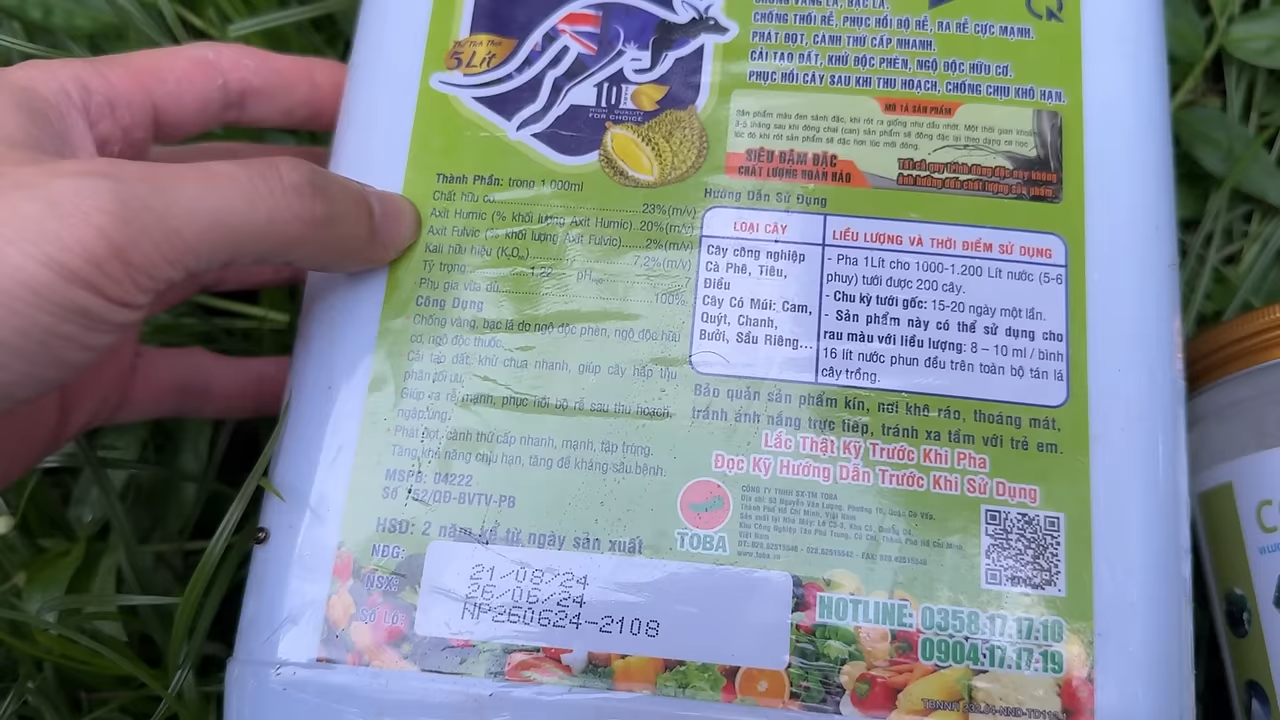 CHỐNG VÀNG LÁ, BẠC LÁ.
CHỐNG THỐI RỄ, PHỤC HỒI BỘ RỄ, RA RỄ CỰC MẠNH.
PHÁT ĐỌT, CÀNH THỨ CẤP NHANH.
CẢI TẠO ĐẤT, KHỬ ĐỘC PHÈN, NGỘ ĐỘC HỮU CƠ.
PHỤC HỒI CÂY SAU KHI THU HOẠCH, CHỐNG CHỊU KHÔ HẠN.
Thể Tích Thực
5 Lít
10
HIGH QUALITY
FOR CHOICE
MÔ TẢ SẢN PHẨM
Sản phẩm màu đen sánh đặc, khi rót ra giống như dầu nhớt. Một thời gian khoảng
3-5 tháng sau khi đóng chai (can) sản phẩm sẽ đông đặc lại theo dạng cơ học
lúc đó khi rót sản phẩm sẽ đặc hơn lúc mới đóng.
SIÊU ĐẬM ĐẶC
CHẤT LƯỢNG HOÀN HẢO
Tất cả quy trình đông đặc này không
ảnh hưởng đến chất lượng sản phẩm.
Thành Phần: trong 1.000ml
Chất hữu cơ..........23%(m/v)
Axit Humic (% khối lượng Axit Humic)..20%(m/v)
Axit Fulvic (% khối lượng Axit Fulvic)......2%(m/v)
Kali hữu hiệu (K₂Ohh)..........7,2%(m/v)
Tỷ trọng..........1,22 pHH₂O..........7
Phụ gia vừa đủ..........100%
Công Dụng
Chống vàng, bạc lá do ngộ độc phèn, ngộ độc hữu
cơ, ngộ độc thuốc.
Cải tạo đất, khử chua nhanh, giúp cây hấp thụ
phân tối ưu.
Giúp ra rễ mạnh, phục hồi bộ rễ sau thu hoạch,
ngập úng.
Phát đọt, cành thứ cấp nhanh, mạnh, tập trung.
Tăng khả năng chịu hạn, tăng đề kháng sâu bệnh.
MSPB: 04222
Số 52/QĐ-BVTV-PB
HSD: 2 năm kể từ ngày sản xuất
NĐG: 21/08/24
NSX: 26/06/24
Số Lô: NP260624-2108
Hướng Dẫn Sử Dụng
LOẠI CÂY
LIỀU LƯỢNG VÀ THỜI ĐIỂM SỬ DỤNG
Cây công nghiệp
Cà Phê, Tiêu,
Điều
Cây Có Múi: Cam,
Quýt, Chanh,
Bưởi, Sầu Riêng...
- Pha 1Lít cho 1000-1.200 Lít nước (5-6
phuy) tưới được 200 cây.
- Chu kỳ tưới gốc: 15-20 ngày một lần.
- Sản phẩm này có thể sử dụng cho
rau màu với liều lượng: 8 – 10 ml / bình
16 lít nước phun đều trên toàn bộ tán lá
cây trồng.
Bảo quản sản phẩm kín, nơi khô ráo, thoáng mát,
tránh ánh nắng trực tiếp, tránh xa tầm với trẻ em.
Lắc Thật Kỹ Trước Khi Pha
Đọc Kỹ Hướng Dẫn Trước Khi Sử Dụng
TOBA
CÔNG TY TNHH SX-TM TOBA
Địa chỉ: 93 Nguyễn Văn Lượng, Phường 10, Quận Gò Vấp,
Thành Phố Hồ Chí Minh, Việt Nam
Sản xuất tại Nhà Máy: Lô C3-3, Khu C3, Đường D4,
Khu Công Nghiệp Tân Phú Trung, Củ Chi, Thành Phố Hồ Chí Minh
Việt Nam
ĐT: 028.62515546 - 028.62515542 - FAX: 028.62515548
www.toba.vn
HOTLINE: 0358.17.17.10
0904.17.17.19